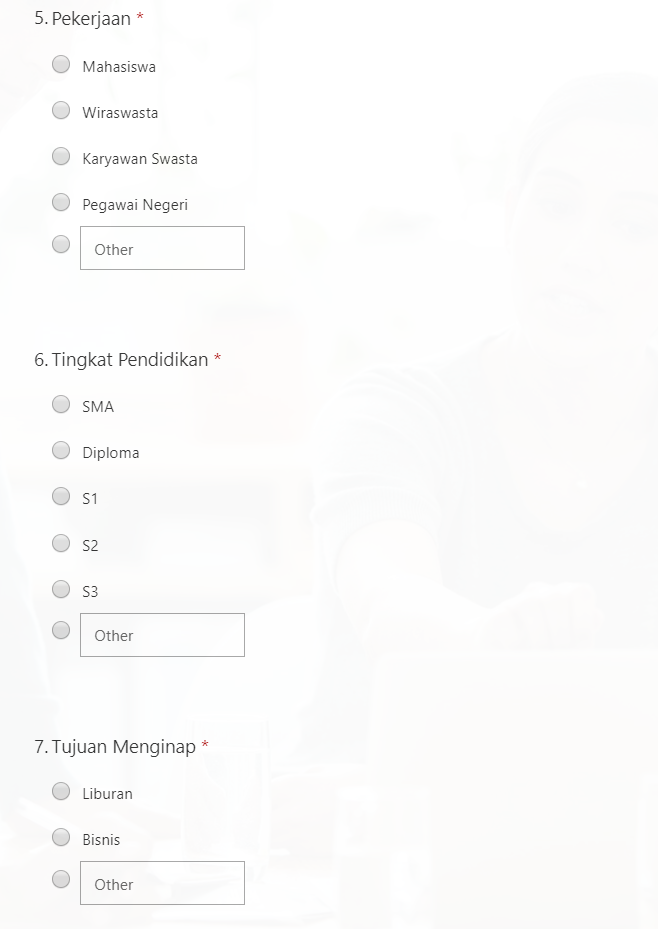 5. Pekerjaan *
Mahasiswa
Wiraswasta
Karyawan Swasta
Pegawai Negeri
Other
6. Tingkat Pendidikan *
SMA
Diploma
S1
S2
S3
Other
7. Tujuan Menginap *
Liburan
Bisnis
Other